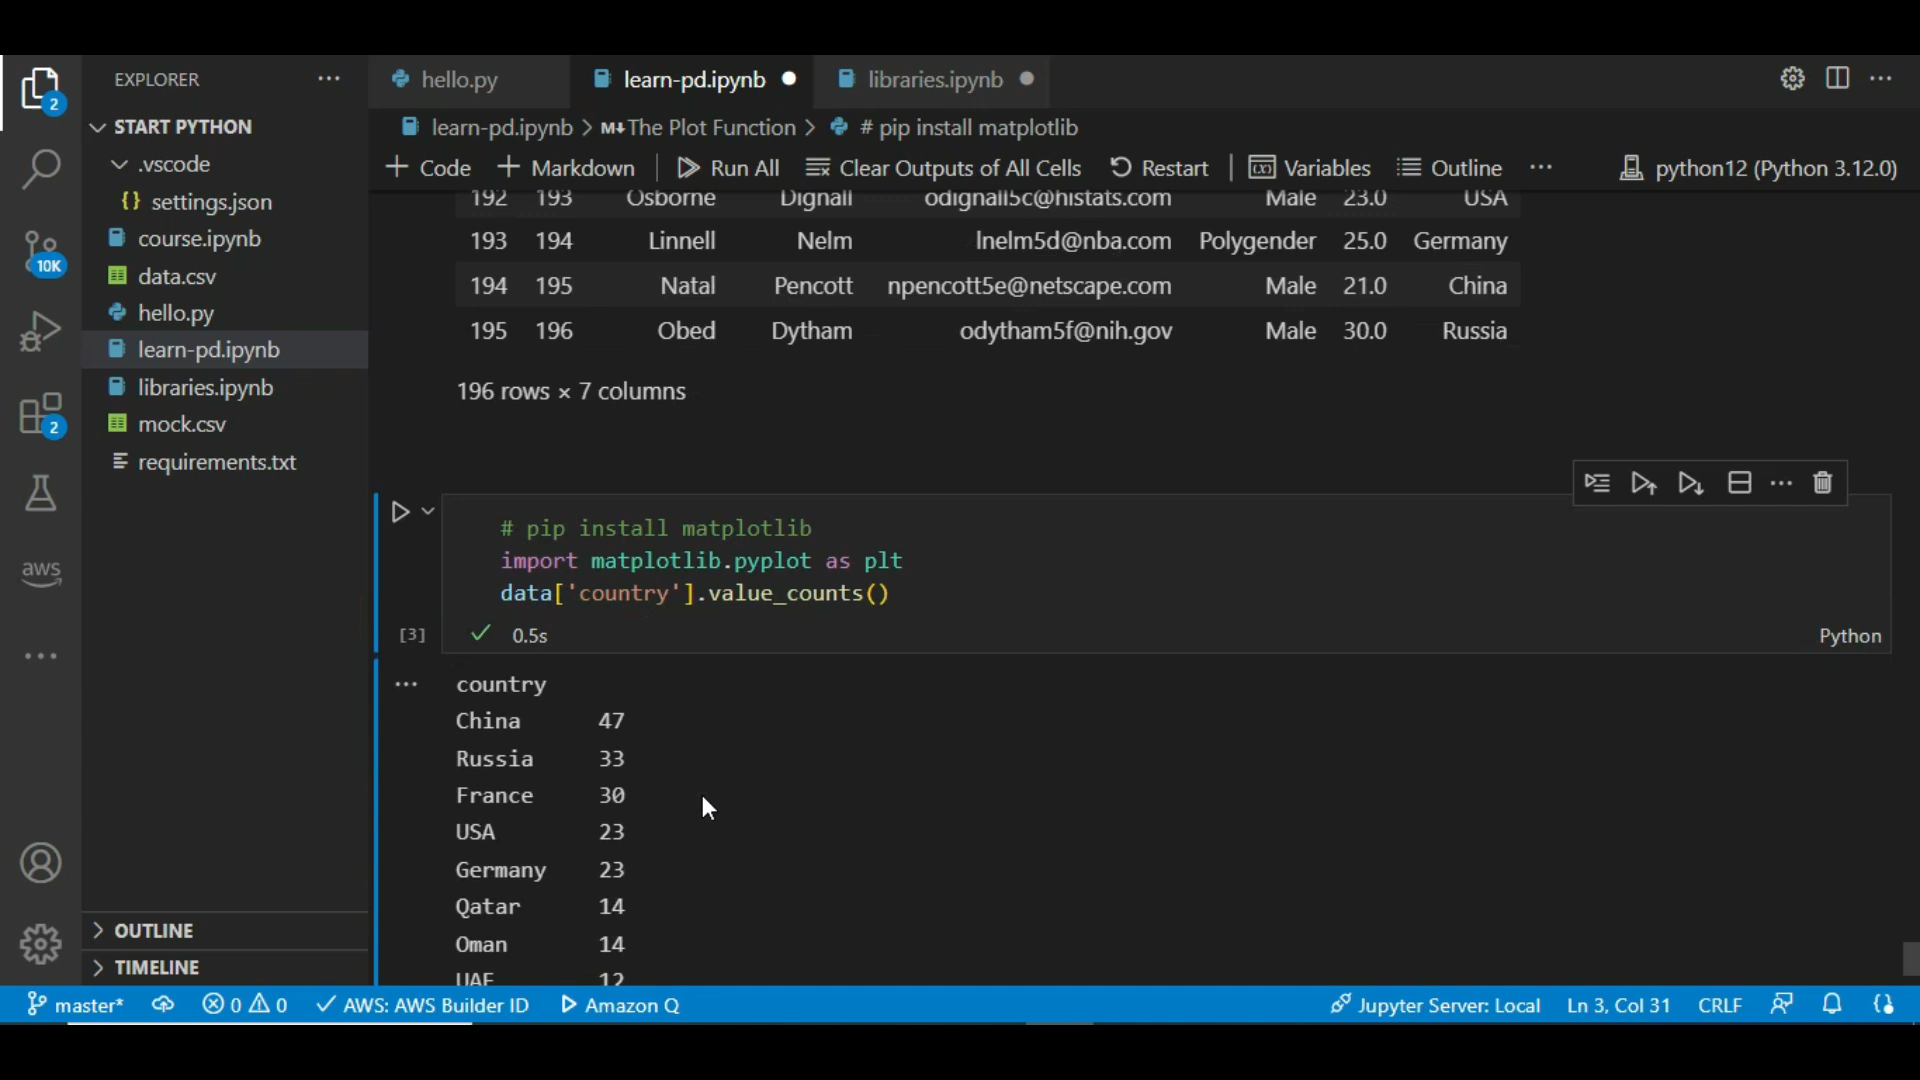 EXPLORER
hello.py
learn-pd.ipynb
libraries.ipynb
2
START PYTHON
learn-pd.ipynb > M↓The Plot Function > # pip install matplotlib
.vscode
Code
Markdown
Run All
Clear Outputs of All Cells
Restart
Variables
Outline
python12 (Python 3.12.0)
settings.json
course.ipynb
data.csv
hello.py
learn-pd.ipynb
libraries.ipynb
mock.csv
requirements.txt
10K
2
aws
192 193 Osborne Dignall odignall5c@histats.com Male 23.0 USA
193 194 Linnell Nelm lnelm5d@nba.com Polygender 25.0 Germany
194 195 Natal Pencott npencott5e@netscape.com Male 21.0 China
195 196 Obed Dytham odytham5f@nih.gov Male 30.0 Russia
196 rows × 7 columns
# pip install matplotlib
import matplotlib.pyplot as plt
data['country'].value_counts()
[3] 0.5s
Python
country
China 47
Russia 33
France 30
USA 23
Germany 23
Qatar 14
Oman 14
UAE 12
OUTLINE
TIMELINE
master* 0 0 AWS: AWS Builder ID Amazon Q Jupyter Server: Local Ln 3, Col 31 CRLF